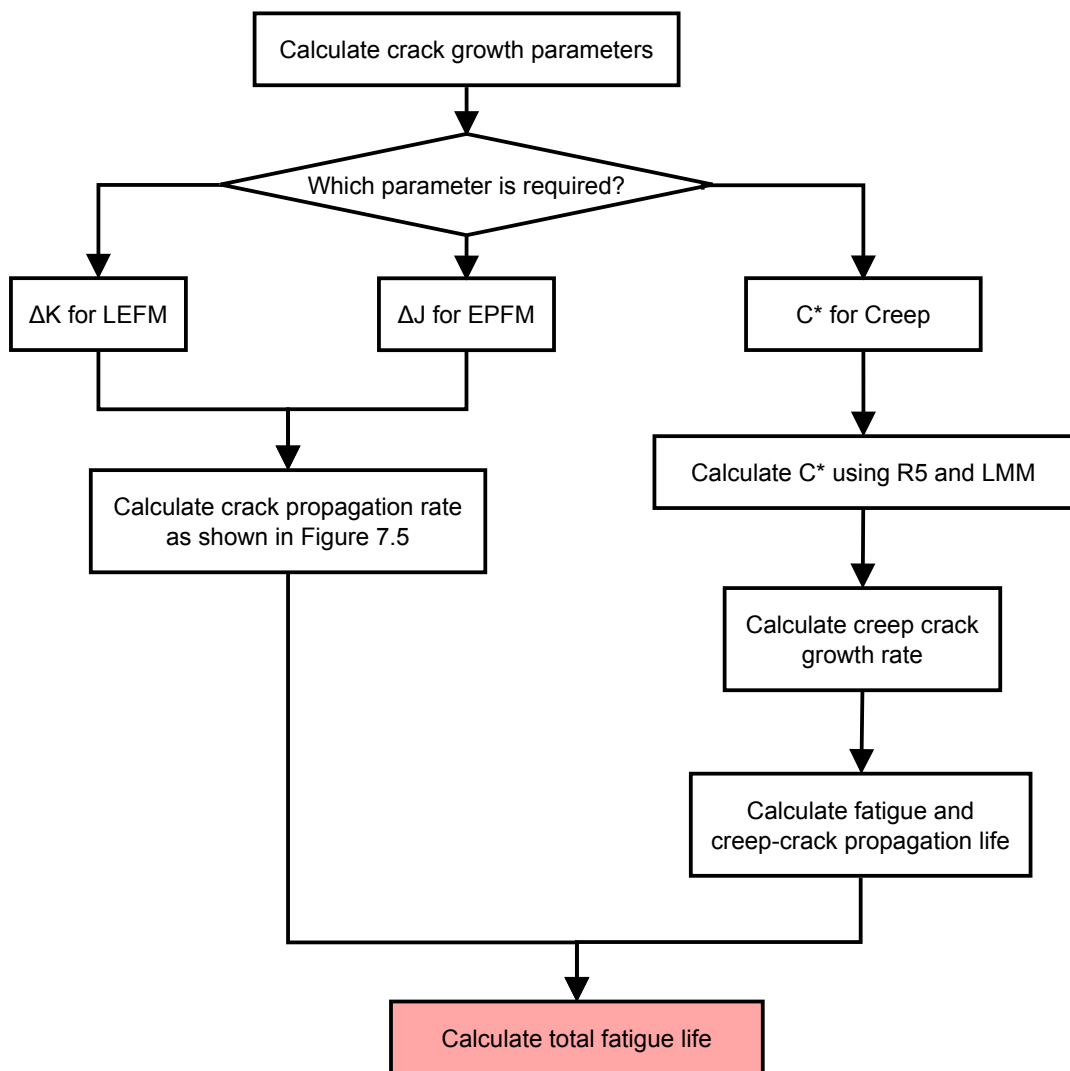 Calculate crack growth parameters
Which parameter is required?
ΔK for LEFM
ΔJ for EPFM
C* for Creep
Calculate C* using R5 and LMM
Calculate crack propagation rate
as shown in Figure 7.5
Calculate creep crack
growth rate
Calculate fatigue and
creep-crack propagation life
Calculate total fatigue life